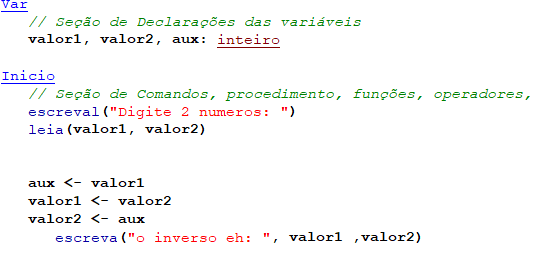 Var
// Seção de Declarações das variáveis
valor1, valor2, aux: inteiro
Inicio
// Seção de Comandos, procedimento, funções, operadores,
escreval("Digite 2 numeros: ")
leia(valor1, valor2)
aux <- valor1
valor1 <- valor2
valor2 <- aux
escreva("o inverso eh: ", valor1 ,valor2)